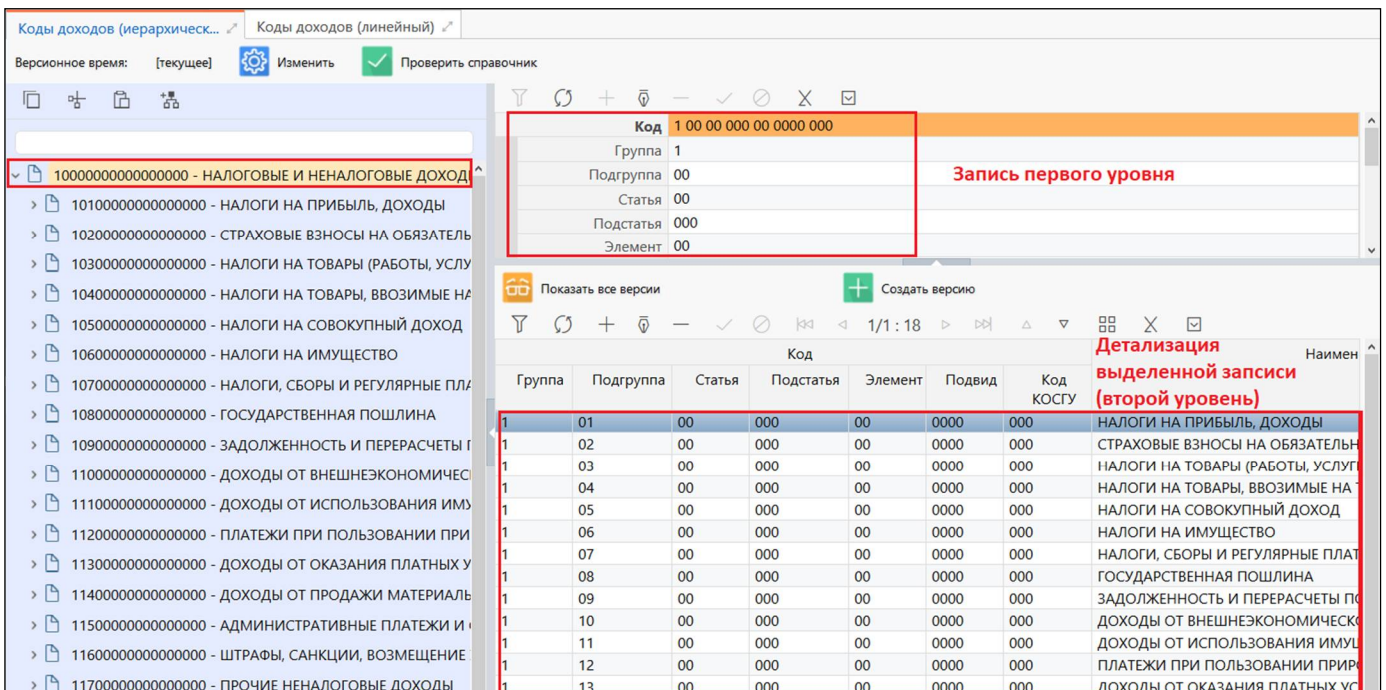 Коды доходов (иерархическ...
Коды доходов (линейный)
Версионное время: [текущее] Изменить Проверить справочник
10000000000000000 - НАЛОГОВЫЕ И НЕНАЛОГОВЫЕ ДОХОД
10100000000000000 - НАЛОГИ НА ПРИБЫЛЬ, ДОХОДЫ
10200000000000000 - СТРАХОВЫЕ ВЗНОСЫ НА ОБЯЗАТЕЛЬ
10300000000000000 - НАЛОГИ НА ТОВАРЫ (РАБОТЫ, УСЛУ
10400000000000000 - НАЛОГИ НА ТОВАРЫ, ВВОЗИМЫЕ НА
10500000000000000 - НАЛОГИ НА СОВОКУПНЫЙ ДОХОД
10600000000000000 - НАЛОГИ НА ИМУЩЕСТВО
10700000000000000 - НАЛОГИ, СБОРЫ И РЕГУЛЯРНЫЕ ПЛА
10800000000000000 - ГОСУДАРСТВЕННАЯ ПОШЛИНА
10900000000000000 - ЗАДОЛЖЕННОСТЬ И ПЕРЕРАСЧЕТЫ П
11000000000000000 - ДОХОДЫ ОТ ВНЕШНЕЭКОНОМИЧЕС
11100000000000000 - ДОХОДЫ ОТ ИСПОЛЬЗОВАНИЯ ИМУ
11200000000000000 - ПЛАТЕЖИ ПРИ ПОЛЬЗОВАНИИ ПРИ
11300000000000000 - ДОХОДЫ ОТ ОКАЗАНИЯ ПЛАТНЫХ У
11400000000000000 - ДОХОДЫ ОТ ПРОДАЖИ МАТЕРИАЛЬ
11500000000000000 - АДМИНИСТРАТИВНЫЕ ПЛАТЕЖИ И
11600000000000000 - ШТРАФЫ, САНКЦИИ, ВОЗМЕЩЕНИЕ
11700000000000000 - ПРОЧИЕ НЕНАЛОГОВЫЕ ДОХОДЫ
Код 1 00 00 000 00 0000 000
Группа 1
Подгруппа 00
Статья 00
Подстатья 000
Элемент 00
Запись первого уровня
Показать все версии Создать версию
1/1 : 18
Код Наимен
Группа Подгруппа Статья Подстатья Элемент Подвид Код КОСГУ
Детализация
выделенной запсиси
(второй уровень)
1 01 00 000 00 0000 000 НАЛОГИ НА ПРИБЫЛЬ, ДОХОДЫ
1 02 00 000 00 0000 000 СТРАХОВЫЕ ВЗНОСЫ НА ОБЯЗАТЕЛЬН
1 03 00 000 00 0000 000 НАЛОГИ НА ТОВАРЫ (РАБОТЫ, УСЛУГИ
1 04 00 000 00 0000 000 НАЛОГИ НА ТОВАРЫ, ВВОЗИМЫЕ НА Т
1 05 00 000 00 0000 000 НАЛОГИ НА СОВОКУПНЫЙ ДОХОД
1 06 00 000 00 0000 000 НАЛОГИ НА ИМУЩЕСТВО
1 07 00 000 00 0000 000 НАЛОГИ, СБОРЫ И РЕГУЛЯРНЫЕ ПЛАТ
1 08 00 000 00 0000 000 ГОСУДАРСТВЕННАЯ ПОШЛИНА
1 09 00 000 00 0000 000 ЗАДОЛЖЕННОСТЬ И ПЕРЕРАСЧЕТЫ ПО
1 10 00 000 00 0000 000 ДОХОДЫ ОТ ВНЕШНЕЭКОНОМИЧЕСКО
1 11 00 000 00 0000 000 ДОХОДЫ ОТ ИСПОЛЬЗОВАНИЯ ИМУЩ
1 12 00 000 00 0000 000 ПЛАТЕЖИ ПРИ ПОЛЬЗОВАНИИ ПРИРО
1 13 00 000 00 0000 000 ДОХОДЫ ОТ ОКАЗАНИЯ ПЛАТНЫХ УС